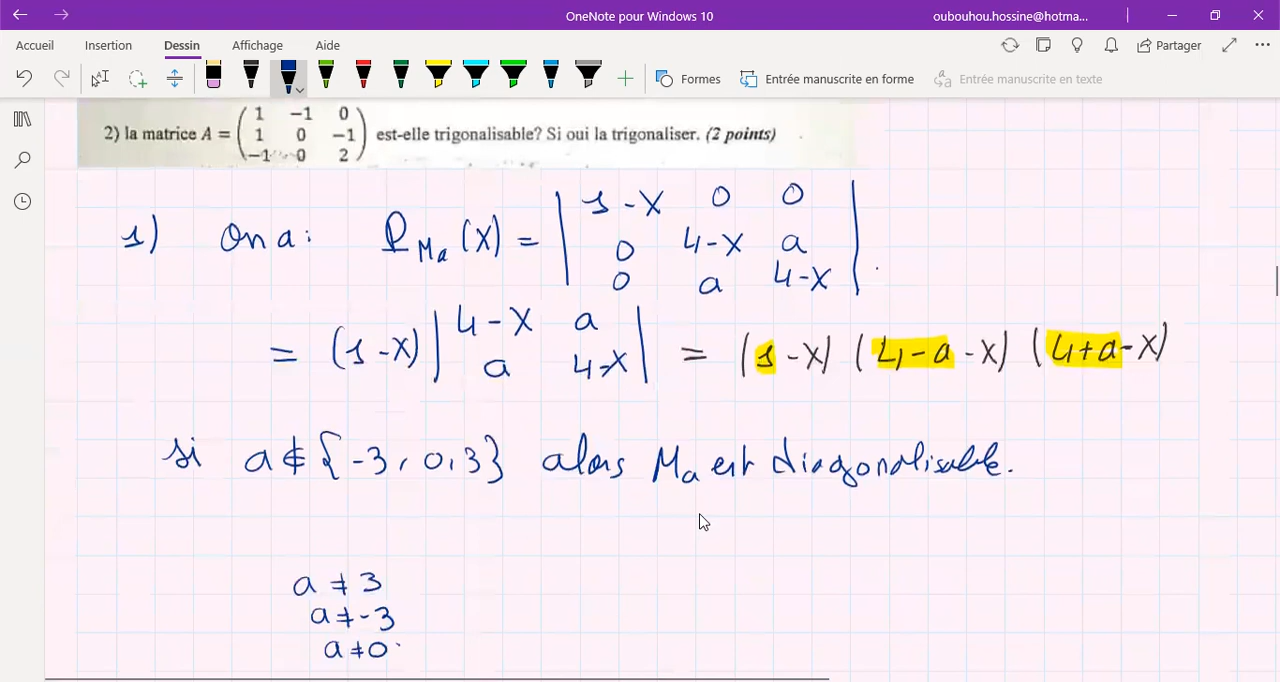 OneNote pour Windows 10
oubouhou.hossine@hotma...
Accueil Insertion Dessin Affichage Aide
Partager
Formes Entrée manuscrite en forme Entrée manuscrite en texte
1 -1 0
2) la matrice A = 1 0 -1 est-elle trigonalisable? Si oui la trigonaliser. (2 points)
-1 0 2
1-X 0 0
1) On a: P_Ma (X) = 0 4-X a
0 a 4-X
= (1-X) | 4-X a
a 4-X | = (1-X) (4-a-X) (4+a-X)
si a ∉ {-3, 0, 3} alors Ma est diagonalisable.
a ≠ 3
a ≠ -3
a ≠ 0